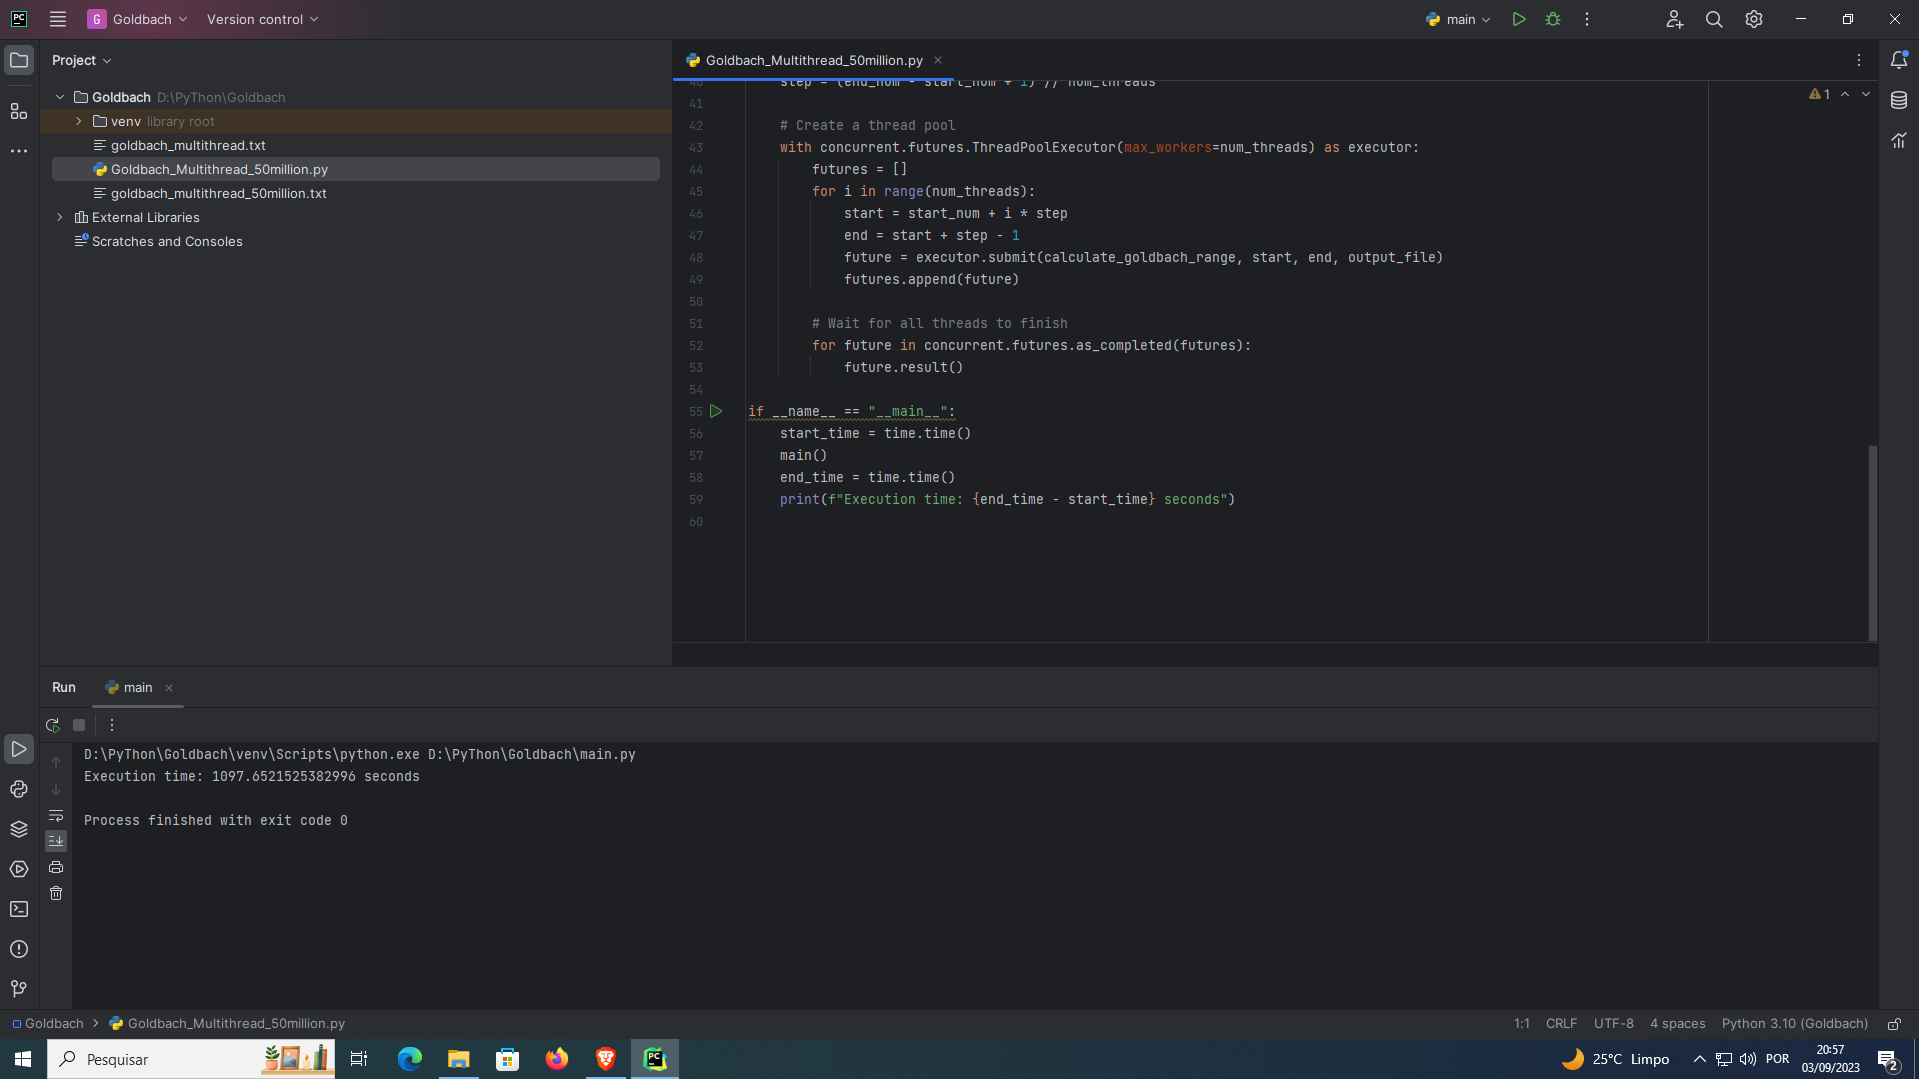 PC
G Goldbach
Version control
main
Project
Goldbach_Multithread_50million.py
Goldbach D:\PyThon\Goldbach
venv library root
goldbach_multithread.txt
Goldbach_Multithread_50million.py
goldbach_multithread_50million.txt
External Libraries
Scratches and Consoles
1
40 step = (end_num - start_num + 1) // num_threads
41
42 # Create a thread pool
43 with concurrent.futures.ThreadPoolExecutor(max_workers=num_threads) as executor:
44 futures = []
45 for i in range(num_threads):
46 start = start_num + i * step
47 end = start + step - 1
48 future = executor.submit(calculate_goldbach_range, start, end, output_file)
49 futures.append(future)
50
51 # Wait for all threads to finish
52 for future in concurrent.futures.as_completed(futures):
53 future.result()
54
55 if __name__ == "__main__":
56 start_time = time.time()
57 main()
58 end_time = time.time()
59 print(f"Execution time: {end_time - start_time} seconds")
60
Run
main
D:\PyThon\Goldbach\venv\Scripts\python.exe D:\PyThon\Goldbach\main.py
Execution time: 1097.6521525382996 seconds
Process finished with exit code 0
Goldbach > Goldbach_Multithread_50million.py
1:1 CRLF UTF-8 4 spaces Python 3.10 (Goldbach)
Pesquisar
PC
25°C Limpo
POR
20:57
03/09/2023
2